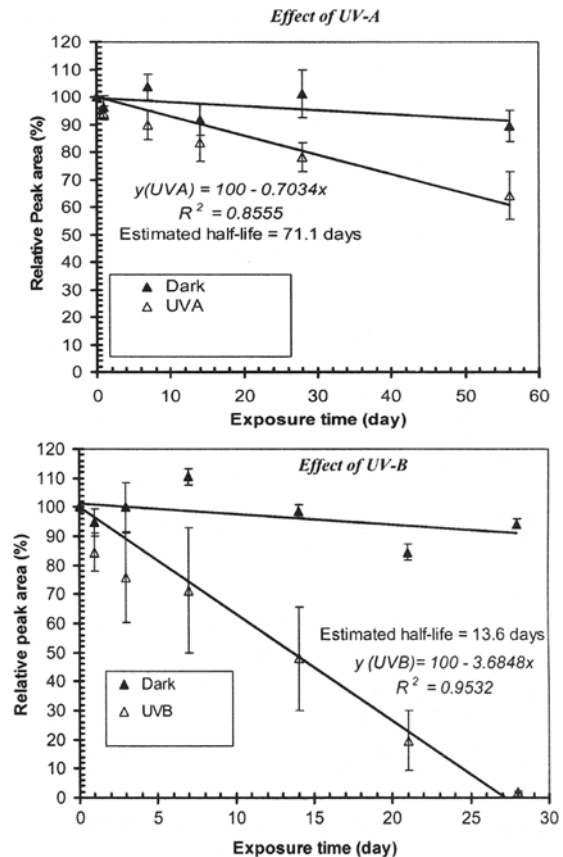 Effect of UV-A
120
110
100
90
80
70
60
50
40
30
20
10
0
Relative Peak area (%)
y(UVA) = 100 - 0.7034x
R² = 0.8555
Estimated half-life = 71.1 days
Dark
UVA
0 10 20 30 40 50 60
Exposure time (day)
Effect of UV-B
120
110
100
90
80
70
60
50
40
30
20
10
0
Relative peak area (%)
Estimated half-life = 13.6 days
y (UVB)= 100 - 3.6848x
R² = 0.9532
Dark
UVB
0 5 10 15 20 25 30
Exposure time (day)